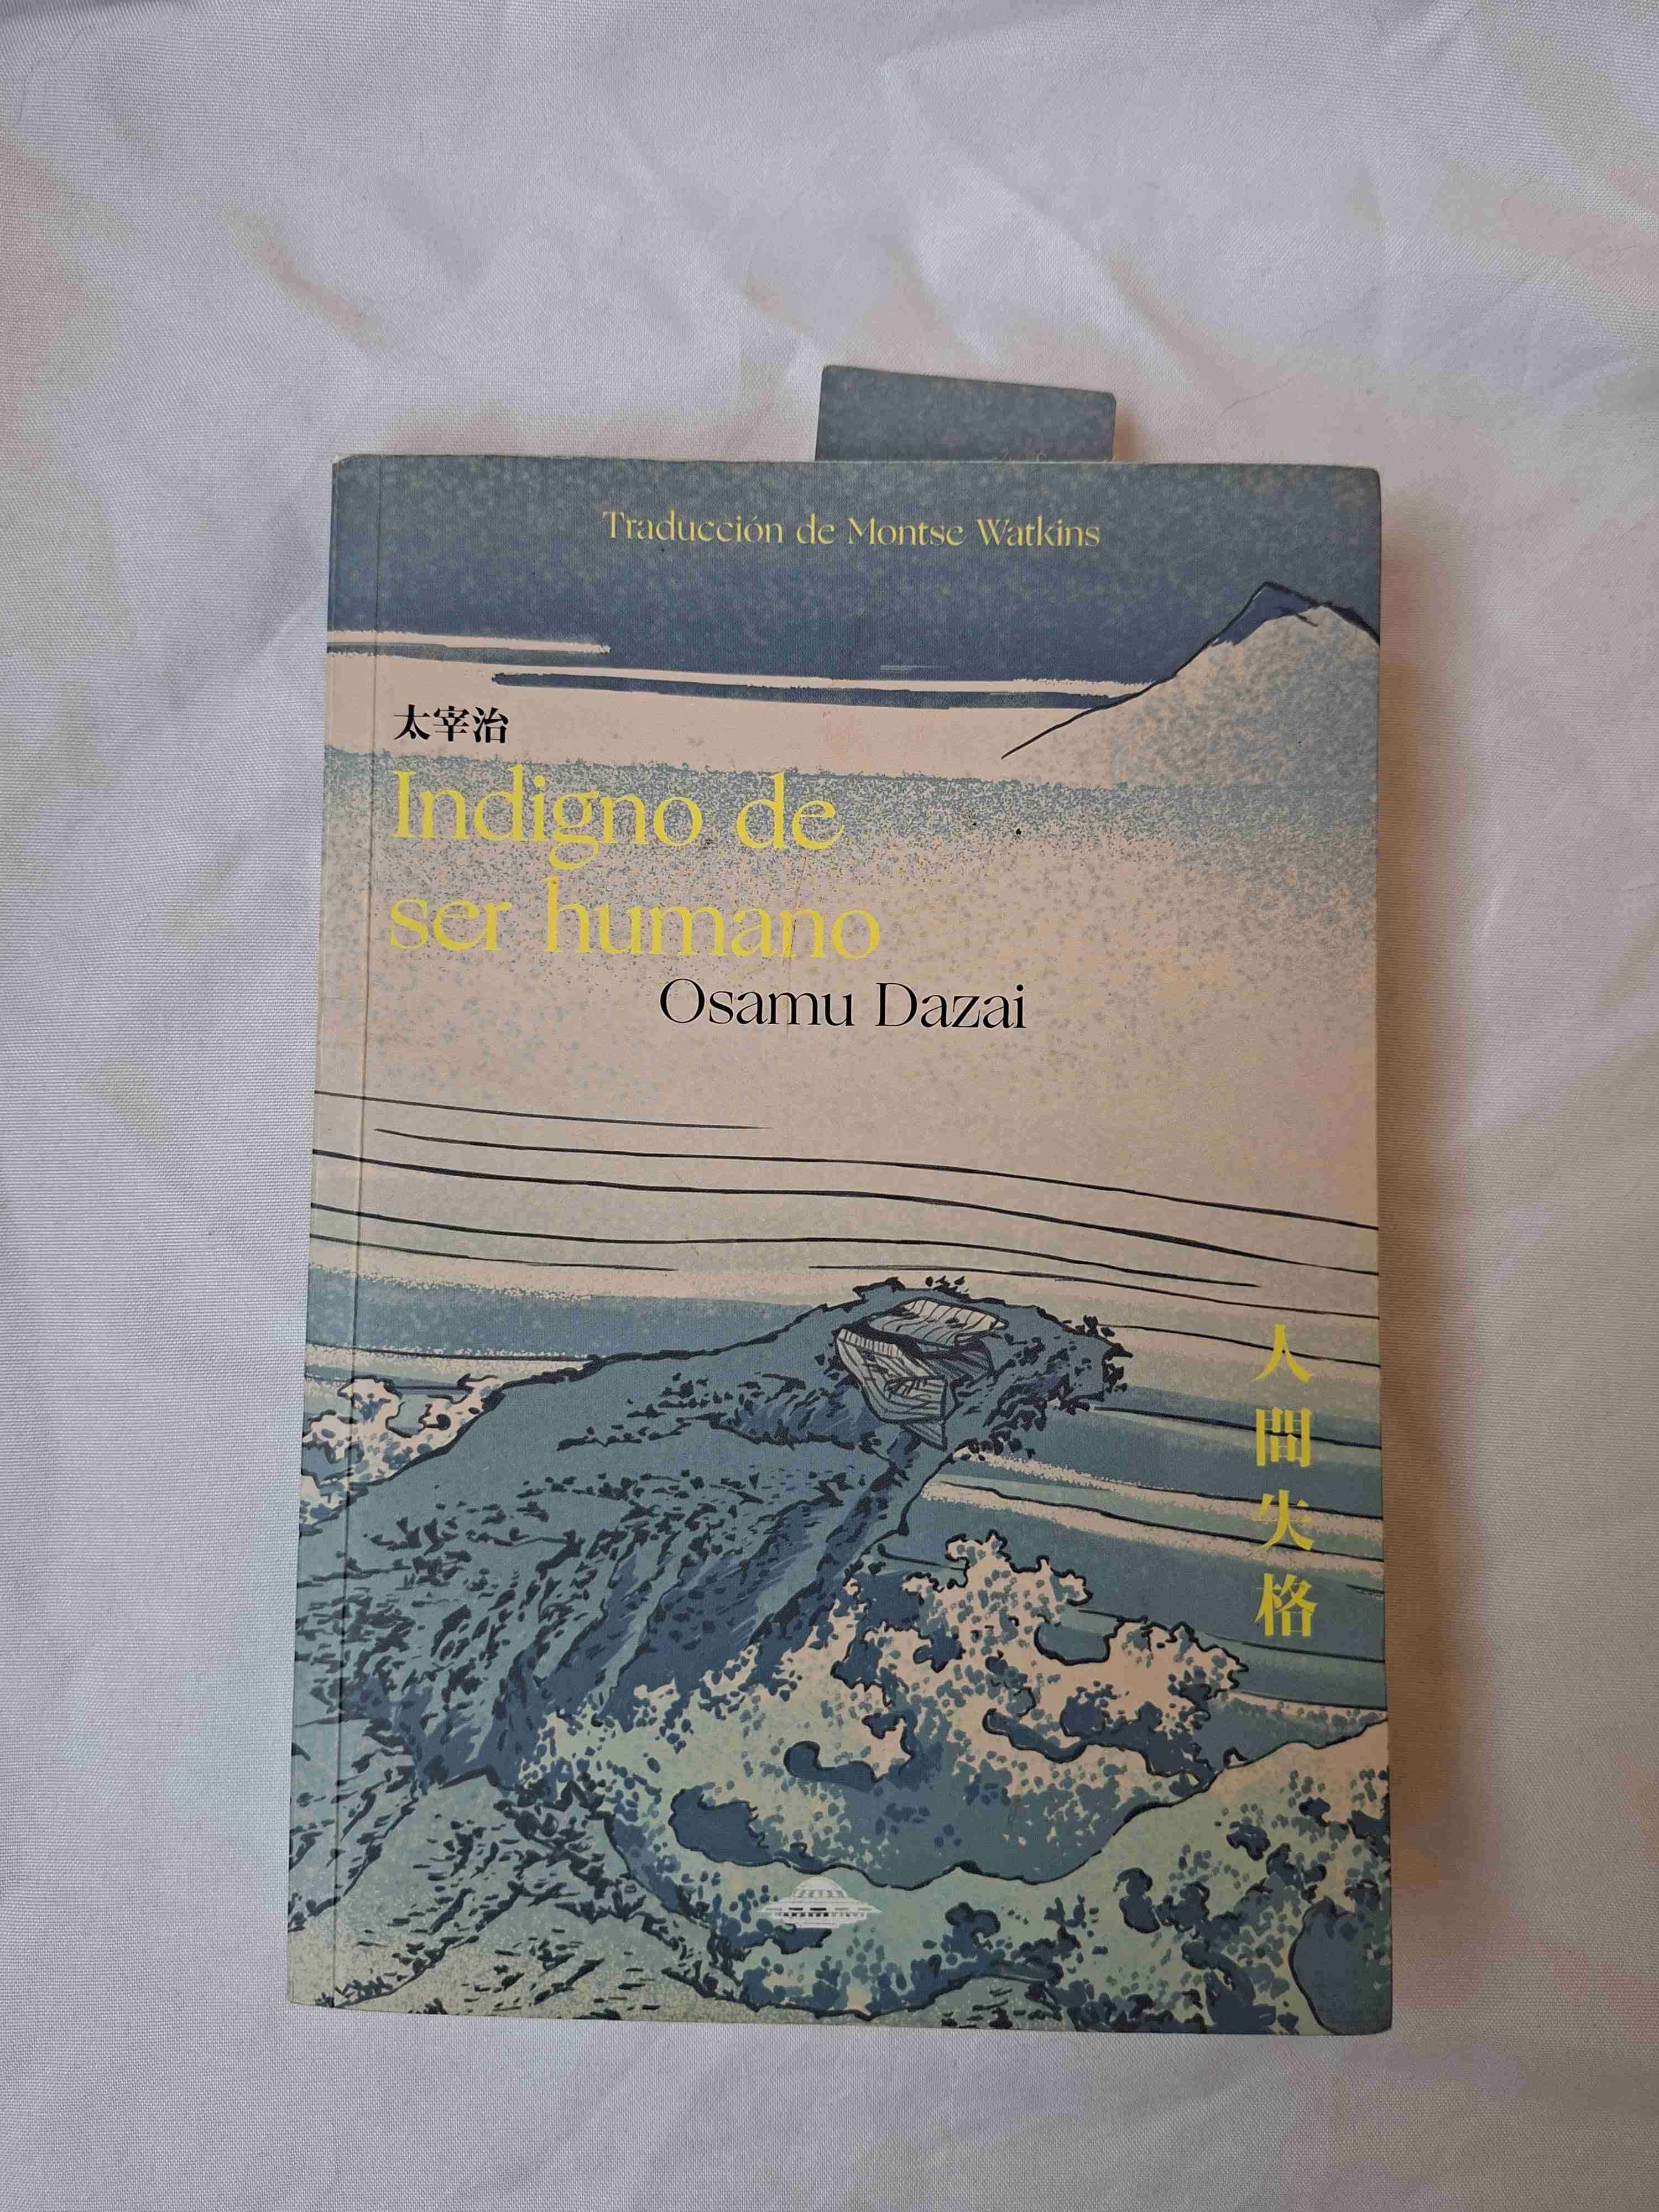 Traducción de Montse Watkins
太宰治
Indigno de
ser humano
Osamu Dazai
人間失格